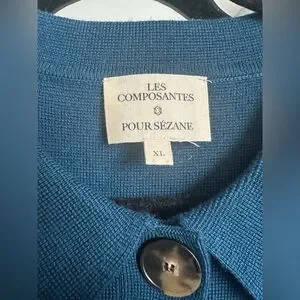 LES
COMPOSANTES
POUR SÉZANE
XL